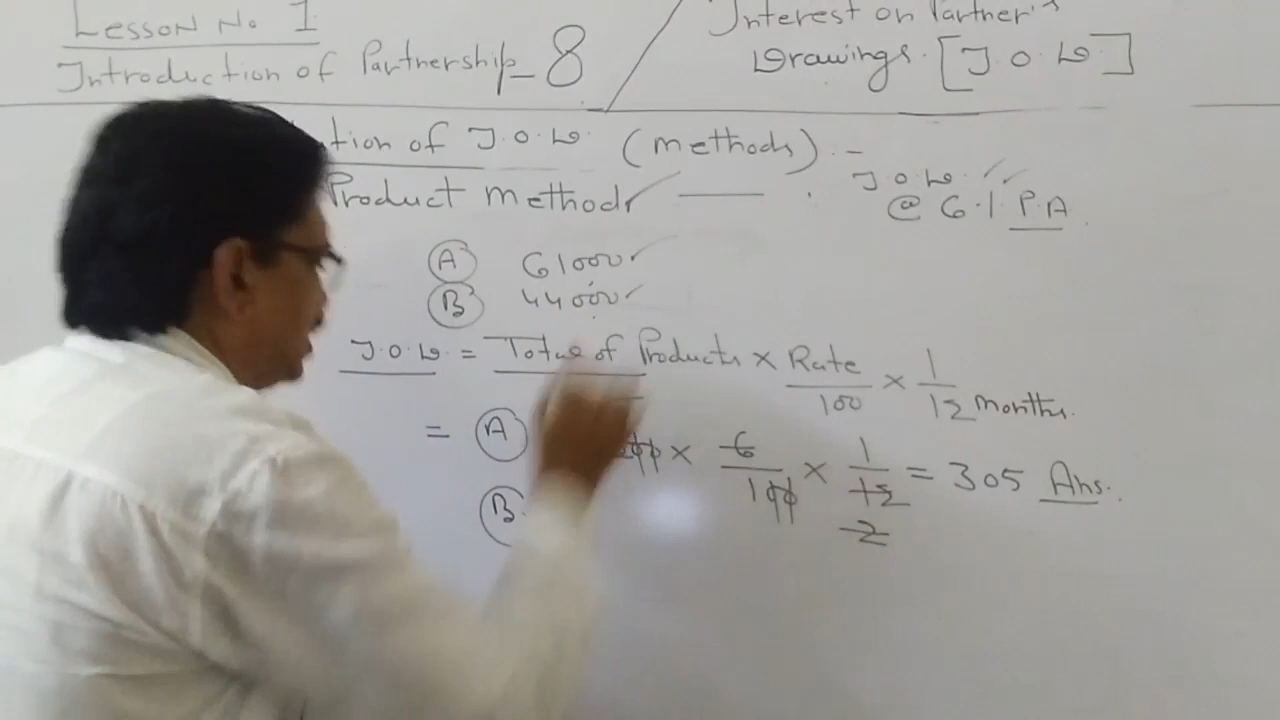 Lesson No 1
Introduction of Partnership - 8
Interest on Partner's
Drawings. [I.O.D]
tion of I.O.D. (methods) -
Product method ✓ —
I.O.D. ✓✓
@ 6% P.A
A 61000 ✓
B 44000 ✓
I.O.D. = Total of Products × Rate/100 × 1/12 months.
= A × 6/100 × 1/12 = 305 Ans.
2
B